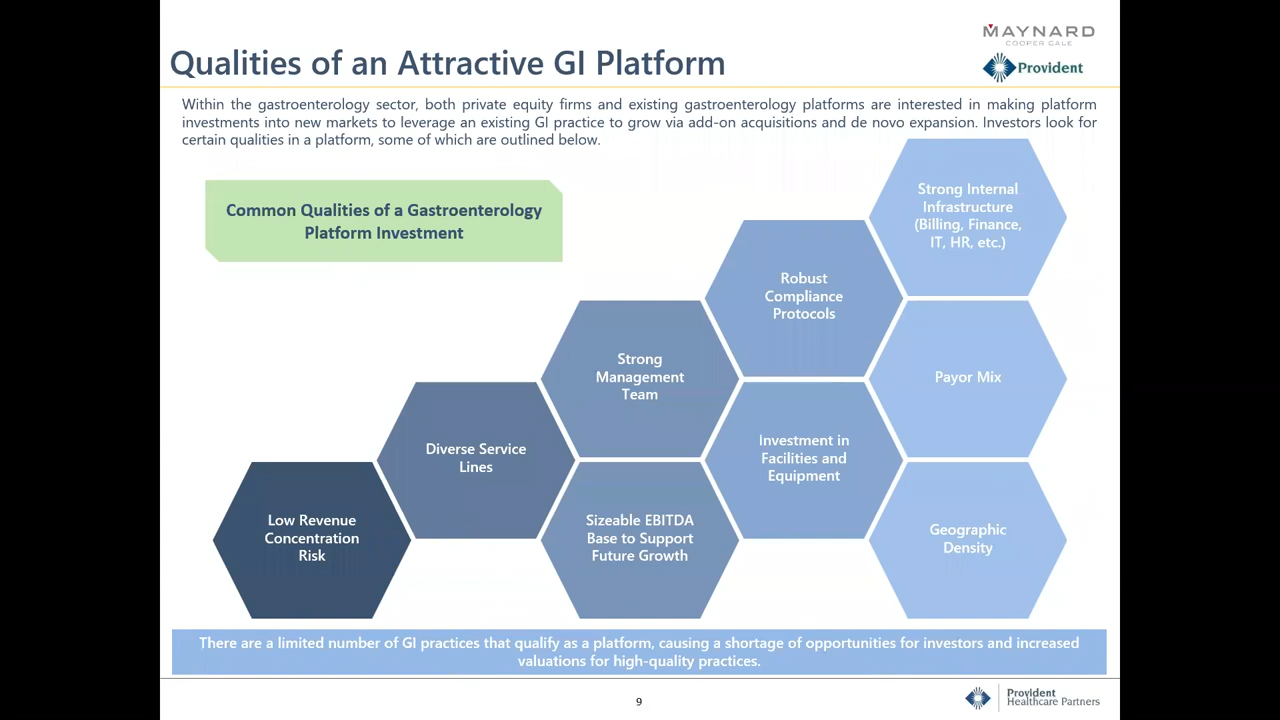 MAYNARD
COOPER GALE
Qualities of an Attractive GI Platform
Provident
Within the gastroenterology sector, both private equity firms and existing gastroenterology platforms are interested in making platform
investments into new markets to leverage an existing GI practice to grow via add-on acquisitions and de novo expansion. Investors look for
certain qualities in a platform, some of which are outlined below.
Common Qualities of a Gastroenterology
Platform Investment
Low Revenue
Concentration
Risk
Diverse Service
Lines
Strong
Management
Team
Sizeable EBITDA
Base to Support
Future Growth
Robust
Compliance
Protocols
Investment in
Facilities and
Equipment
Strong Internal
Infrastructure
(Billing, Finance,
IT, HR, etc.)
Payor Mix
Geographic
Density
There are a limited number of GI practices that qualify as a platform, causing a shortage of opportunities for investors and increased
valuations for high-quality practices.
9
Provident
Healthcare Partners